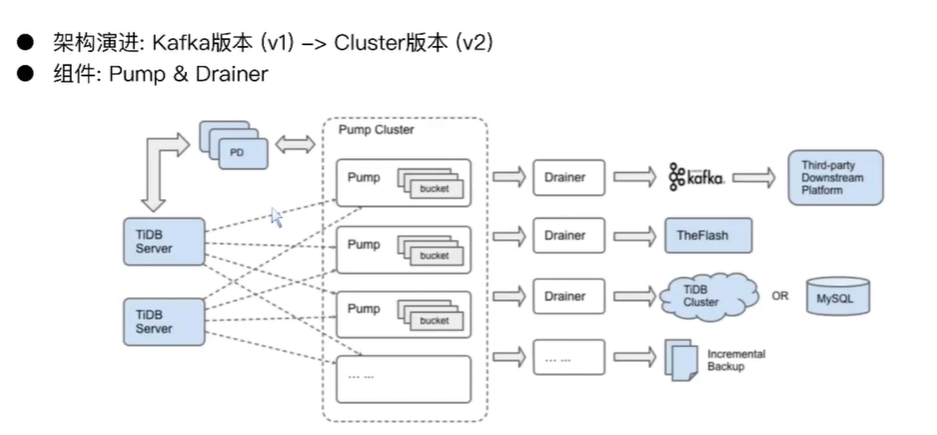 ● 架构演进: Kafka版本 (v1) –> Cluster版本 (v2)
● 组件: Pump & Drainer
Pump Cluster
PD
Pump
bucket
Drainer
kafka
Third-party
Downstream
Platform
TiDB
Server
Pump
bucket
Drainer
TheFlash
TiDB
Server
Pump
bucket
Drainer
TiDB
Cluster
OR
MySQL
... ...
... ...
Incremental
Backup